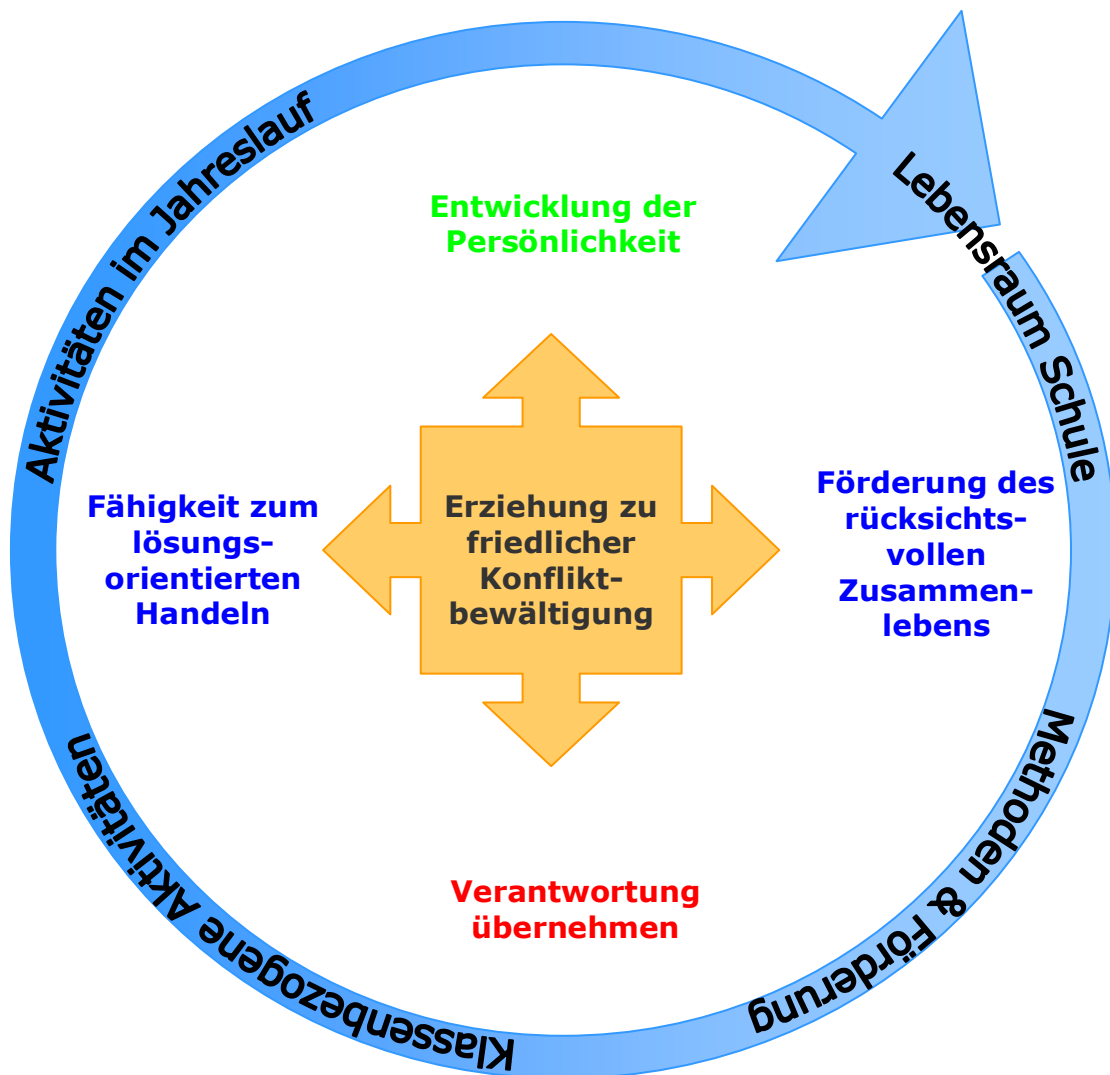 Aktivitäten im Jahreslauf
Lebensraum Schule
Entwicklung der
Persönlichkeit
Fähigkeit zum
lösungs-
orientierten
Handeln
Erziehung zu
friedlicher
Konflikt-
bewältigung
Förderung des
rücksichts-
vollen
Zusammen-
lebens
Verantwortung
übernehmen
Methoden & Förderung
Klassenbezogene Aktivitäten